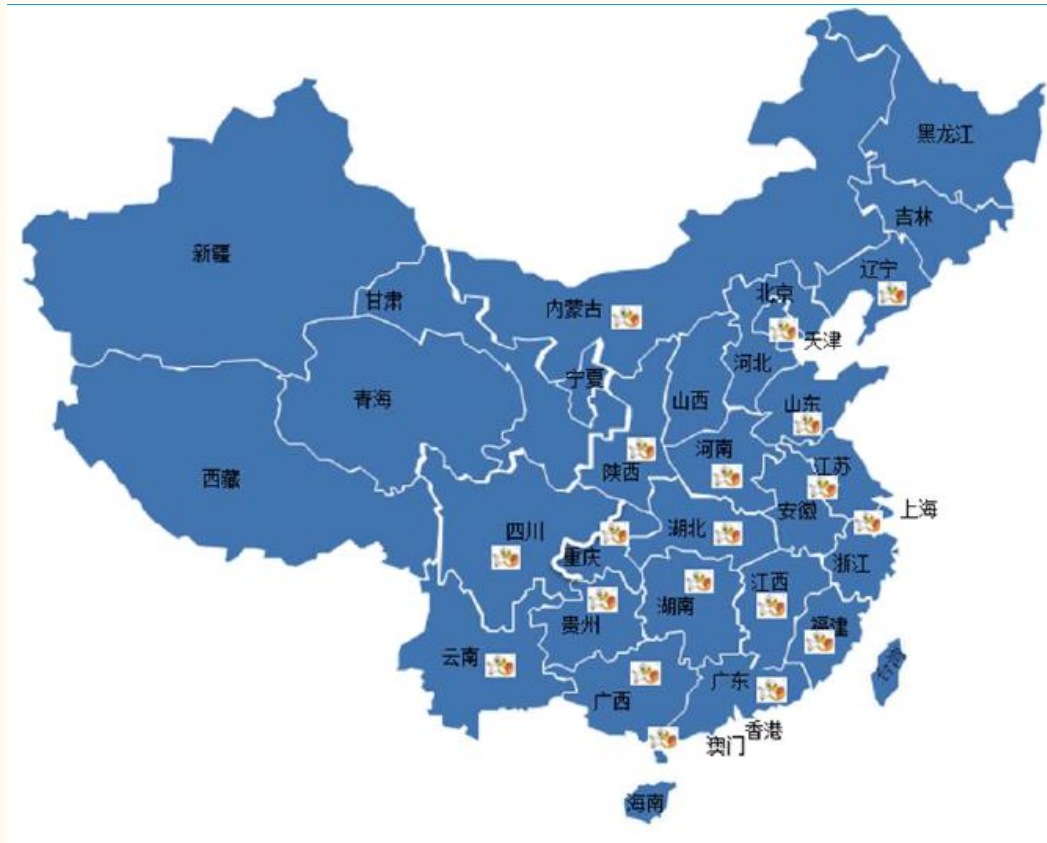 黑龙江
吉林
辽宁
新疆
甘肃
内蒙古
北京
天津
河北
宁夏
山西
青海
山东
西藏
陕西
河南
江苏
安徽
上海
四川
重庆
湖北
浙江
湖南
江西
贵州
福建
云南
广西
广东
台湾
香港
澳门
海南